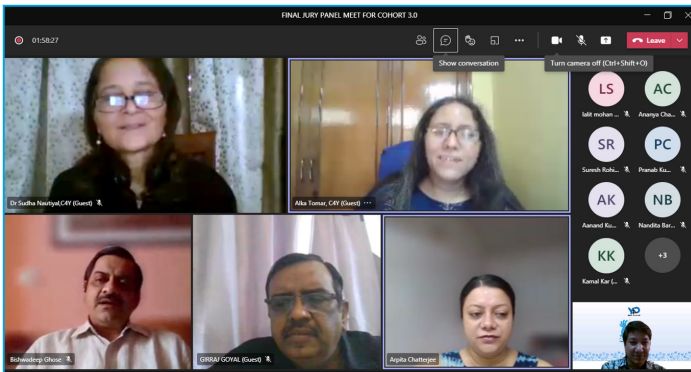 FINAL JURY PANEL MEET FOR COHORT 3.0
01:58:27
Leave
Show conversation
Turn camera off (Ctrl+Shift+O)
LS
AC
lalit mohan ...
Ananya Cha...
SR
PC
Suresh Rohi...
Pranab Ku...
AK
NB
Aanand Ku...
Nandita Bar...
KK
+3
Kamal Kar (...
Dr Sudha Nautiyal,C4Y (Guest)
Alka Tomar, C4Y (Guest)
Bishwadeep Ghose
GIRRAJ GOYAL (Guest)
Arpita Chatterjee